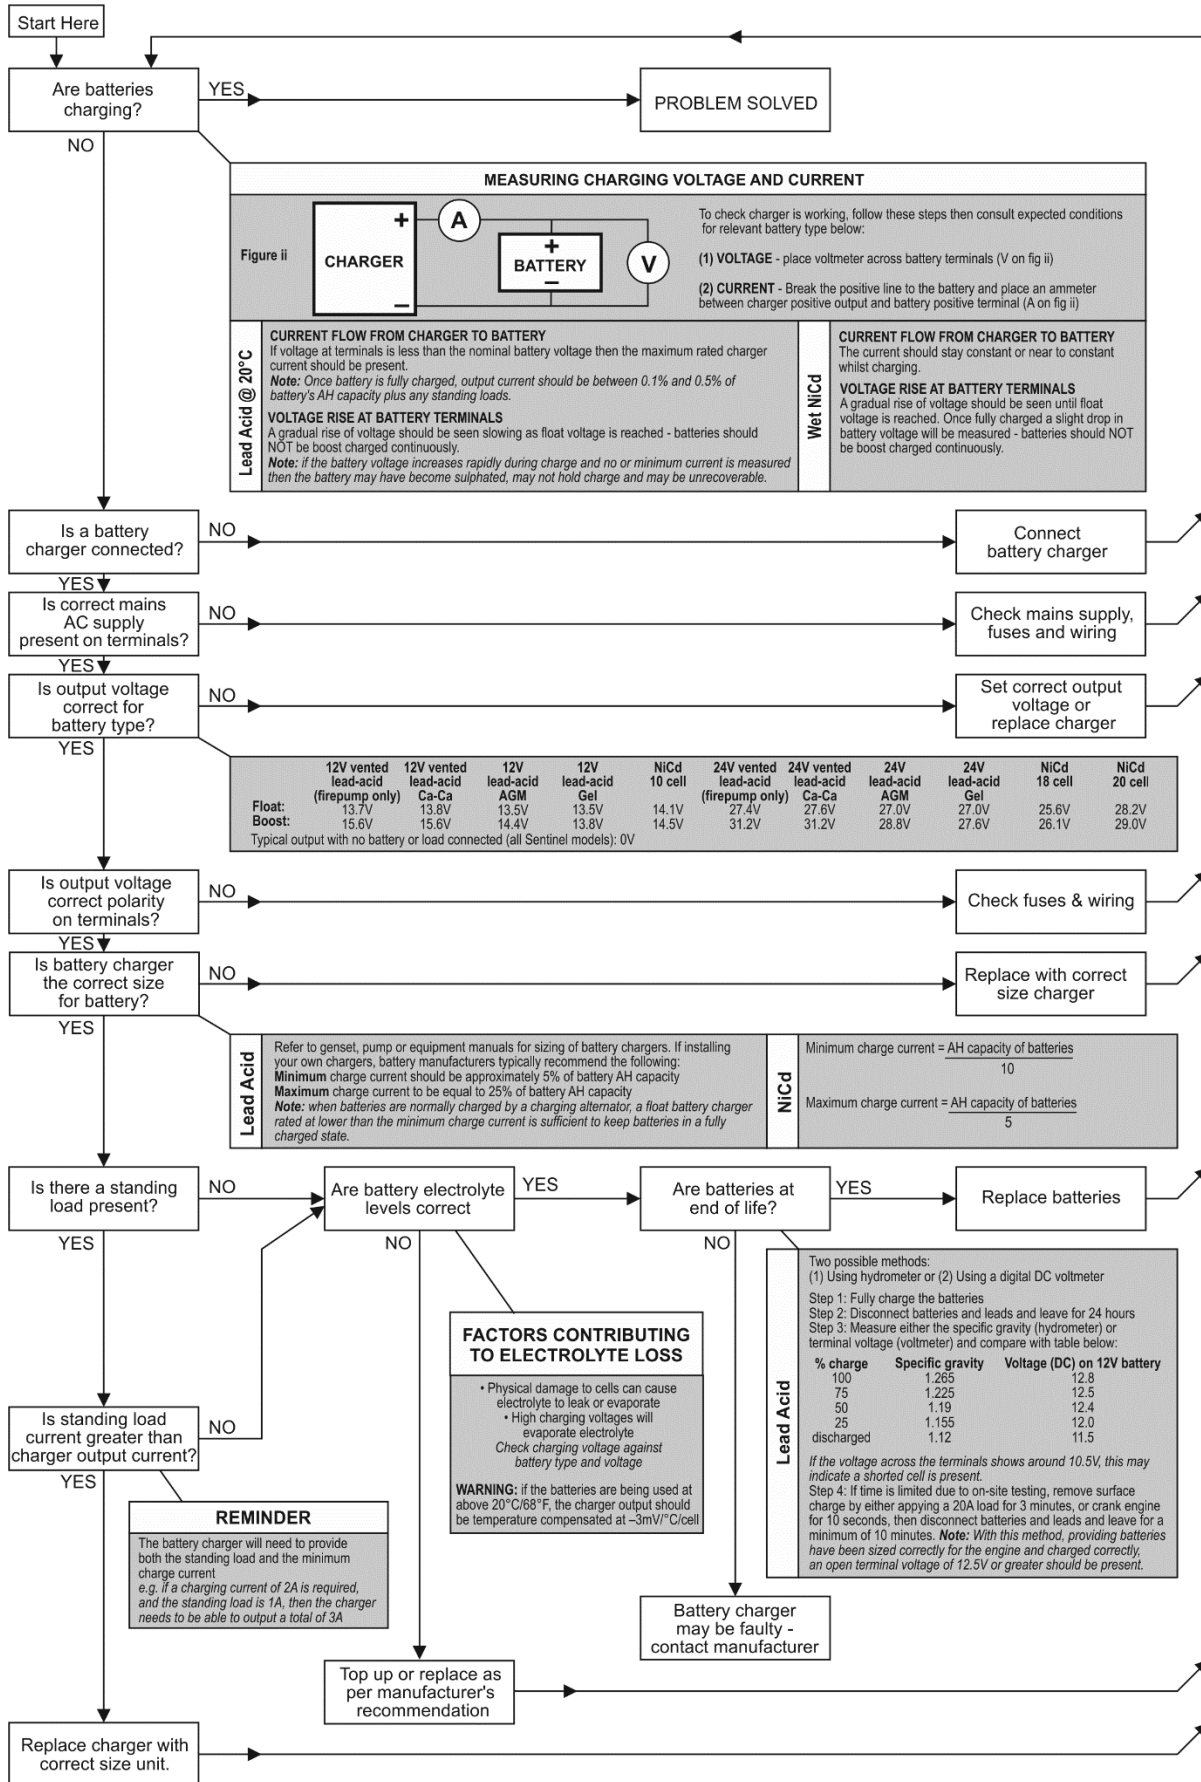 Start Here
Are batteries
charging?
YES
PROBLEM SOLVED
NO
MEASURING CHARGING VOLTAGE AND CURRENT
Figure ii
CHARGER
+
–
A
+
BATTERY
–
V
To check charger is working, follow these steps then consult expected conditions
for relevant battery type below:
(1) VOLTAGE - place voltmeter across battery terminals (V on fig ii)
(2) CURRENT - Break the positive line to the battery and place an ammeter
between charger positive output and battery positive terminal (A on fig ii)
Lead Acid @ 20°C
CURRENT FLOW FROM CHARGER TO BATTERY
If voltage at terminals is less than the nominal battery voltage then the maximum rated charger
current should be present.
Note: Once battery is fully charged, output current should be between 0.1% and 0.5% of
battery's AH capacity plus any standing loads.
VOLTAGE RISE AT BATTERY TERMINALS
A gradual rise of voltage should be seen slowing as float voltage is reached - batteries should
NOT be boost charged continuously.
Note: if the battery voltage increases rapidly during charge and no or minimum current is measured
then the battery may have become sulphated, may not hold charge and may be unrecoverable.
Wet NiCd
CURRENT FLOW FROM CHARGER TO BATTERY
The current should stay constant or near to constant
whilst charging.
VOLTAGE RISE AT BATTERY TERMINALS
A gradual rise of voltage should be seen until float
voltage is reached. Once fully charged a slight drop in
battery voltage will be measured - batteries should NOT
be boost charged continuously.
Is a battery
charger connected?
NO
Connect
battery charger
YES
Is correct mains
AC supply
present on terminals?
NO
Check mains supply,
fuses and wiring
YES
Is output voltage
correct for
battery type?
NO
Set correct output
voltage or
replace charger
YES
12V vented 12V vented 12V 12V NiCd 24V vented 24V vented 24V 24V NiCd NiCd
lead-acid lead-acid lead-acid lead-acid 10 cell lead-acid lead-acid lead-acid lead-acid 18 cell 20 cell
(firepump only) Ca-Ca AGM Gel (firepump only) Ca-Ca AGM Gel
Float: 13.7V 13.8V 13.5V 13.5V 14.1V 27.4V 27.6V 27.0V 27.0V 25.6V 28.2V
Boost: 15.6V 15.6V 14.4V 13.8V 14.5V 31.2V 31.2V 28.8V 27.6V 26.1V 29.0V
Typical output with no battery or load connected (all Sentinel models): 0V
Is output voltage
correct polarity
on terminals?
NO
Check fuses & wiring
YES
Is battery charger
the correct size
for battery?
NO
Replace with correct
size charger
YES
Lead Acid
Refer to genset, pump or equipment manuals for sizing of battery chargers. If installing
your own chargers, battery manufacturers typically recommend the following:
Minimum charge current should be approximately 5% of battery AH capacity
Maximum charge current to be equal to 25% of battery AH capacity
Note: when batteries are normally charged by a charging alternator, a float battery charger
rated at lower than the minimum charge current is sufficient to keep batteries in a fully
charged state.
NiCd
Minimum charge current = AH capacity of batteries
10
Maximum charge current = AH capacity of batteries
5
Is there a standing
load present?
NO
Are battery electrolyte
levels correct
YES
Are batteries at
end of life?
YES
Replace batteries
YES
NO
NO
Lead Acid
Two possible methods:
(1) Using hydrometer or (2) Using a digital DC voltmeter
Step 1: Fully charge the batteries
Step 2: Disconnect batteries and leads and leave for 24 hours
Step 3: Measure either the specific gravity (hydrometer) or
terminal voltage (voltmeter) and compare with table below:
% charge Specific gravity Voltage (DC) on 12V battery
100 1.265 12.8
75 1.225 12.5
50 1.19 12.4
25 1.155 12.0
discharged 1.12 11.5
If the voltage across the terminals shows around 10.5V, this may
indicate a shorted cell is present.
Step 4: If time is limited due to on-site testing, remove surface
charge by either appying a 20A load for 3 minutes, or crank engine
for 10 seconds, then disconnect batteries and leads and leave for a
minimum of 10 minutes. Note: With this method, providing batteries
have been sized correctly for the engine and charged correctly,
an open terminal voltage of 12.5V or greater should be present.
FACTORS CONTRIBUTING
TO ELECTROLYTE LOSS
• Physical damage to cells can cause
electrolyte to leak or evaporate
• High charging voltages will
evaporate electrolyte
Check charging voltage against
battery type and voltage
WARNING: if the batteries are being used at
above 20°C/68°F, the charger output should
be temperature compensated at –3mV/°C/cell
Is standing load
current greater than
charger output current?
NO
YES
REMINDER
The battery charger will need to provide
both the standing load and the minimum
charge current
e.g. if a charging current of 2A is required,
and the standing load is 1A, then the charger
needs to be able to output a total of 3A
Battery charger
may be faulty -
contact manufacturer
Top up or replace as
per manufacturer's
recommendation
Replace charger with
correct size unit.